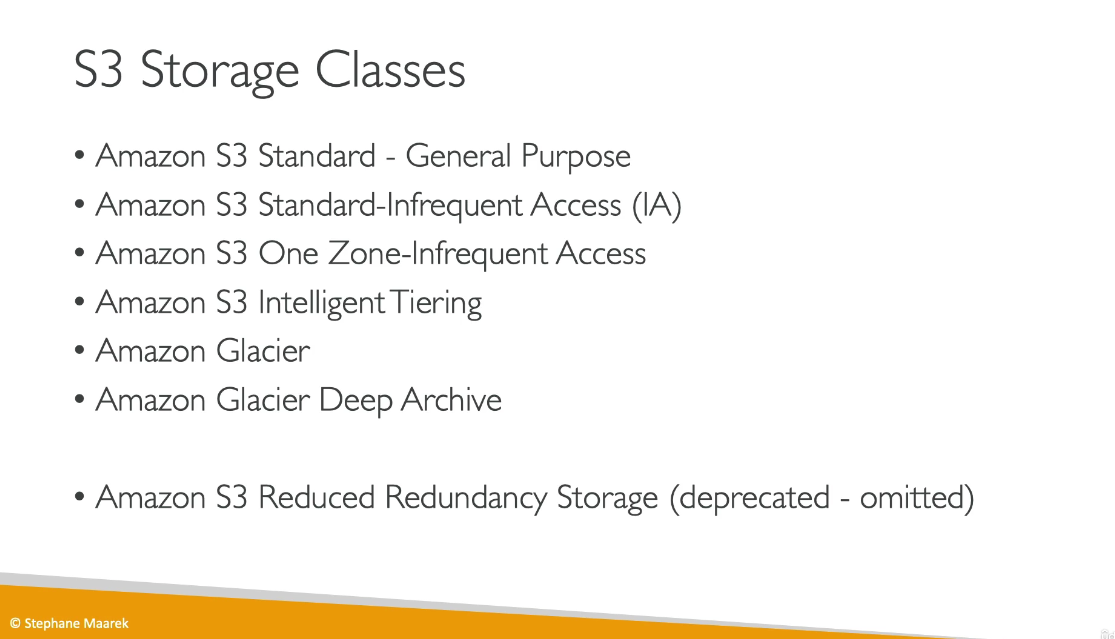 S3 Storage Classes
• Amazon S3 Standard - General Purpose
• Amazon S3 Standard-Infrequent Access (IA)
• Amazon S3 One Zone-Infrequent Access
• Amazon S3 Intelligent Tiering
• Amazon Glacier
• Amazon Glacier Deep Archive
• Amazon S3 Reduced Redundancy Storage (deprecated - omitted)
© Stephane Maarek